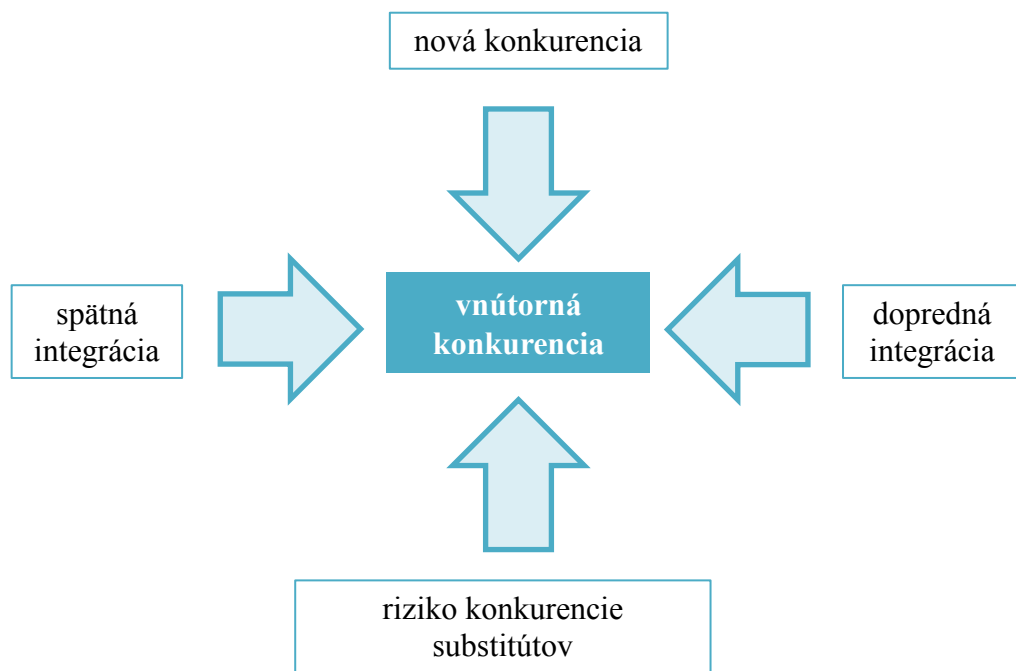 nová konkurencia
spätná
integrácia
vnútorná
konkurencia
dopredná
integrácia
riziko konkurencie
substitútov